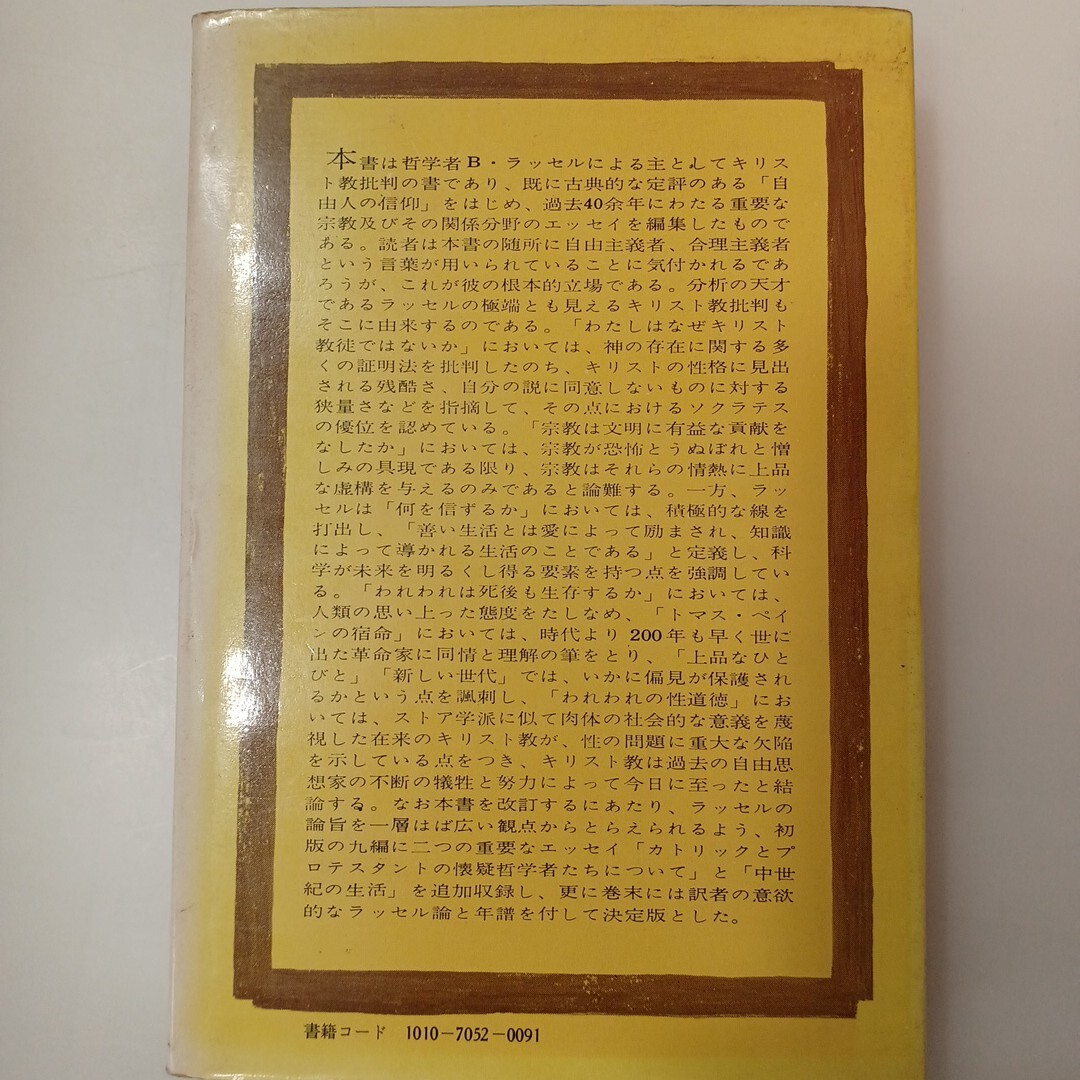 本書は哲学者B・ラッセルによる主としてキリス
ト教批判の書であり、既に古典的な定評のある「自
由人の信仰」をはじめ、過去40余年にわたる重要な
宗教及びその関係分野のエッセイを編集したもので
ある。読者は本書の随所に自由主義者、合理主義者
という言葉が用いられていることに気付かれるであ
ろうが、これが彼の根本的立場である。分析の天才
であるラッセルの極端とも見えるキリスト教批判も
そこに由来するのである。「わたしはなぜキリスト
教徒ではないか」においては、神の存在に関する多
くの証明法を批判したのち、キリストの性格に見出
される残酷さ、自分の説に同意しないものに対する
狭量さなどを指摘して、その点におけるソクラテス
の優位を認めている。「宗教は文明に有益な貢献を
なしたか」においては、宗教が恐怖とうぬぼれと憎
しみの具現である限り、宗教はそれらの情熱に上品
な虚構を与えるのみであると論難する。一方、ラッ
セルは「何を信ずるか」においては、積極的な線を
打出し、「善い生活とは愛によって励まされ、知識
によって導かれる生活のことである」と定義し、科
学が未来を明るくし得る要素を持つ点を強調してい
る。「われわれは死後も生存するか」においては、
人類の思い上った態度をたしなめ、「トマス・ペイ
ンの宿命」においては、時代より200年も早く世に
出た革命家に同情と理解の筆をとり、「上品なひと
びと」「新しい世代」では、いかに偏見が保護され
るかという点を諷刺し、「われわれの性道徳」にお
いては、ストア学派に似て肉体の社会的な意義を蔑
視した在来のキリスト教が、性の問題に重大な欠陥
を示している点をつき、キリスト教は過去の自由思
想家の不断の犠牲と努力によって今日に至ったと結
論する。なお本書を改訂するにあたり、ラッセルの
論旨を一層はば広い観点からとらえられるよう、初
版の九編に二つの重要なエッセイ「カトリックとプ
ロテスタントの懐疑哲学者たちについて」と「中世
紀の生活」を追加収録し、更に巻末には訳者の意欲
的なラッセル論と年譜を付して決定版とした。
書籍コード 1010-7052-0091